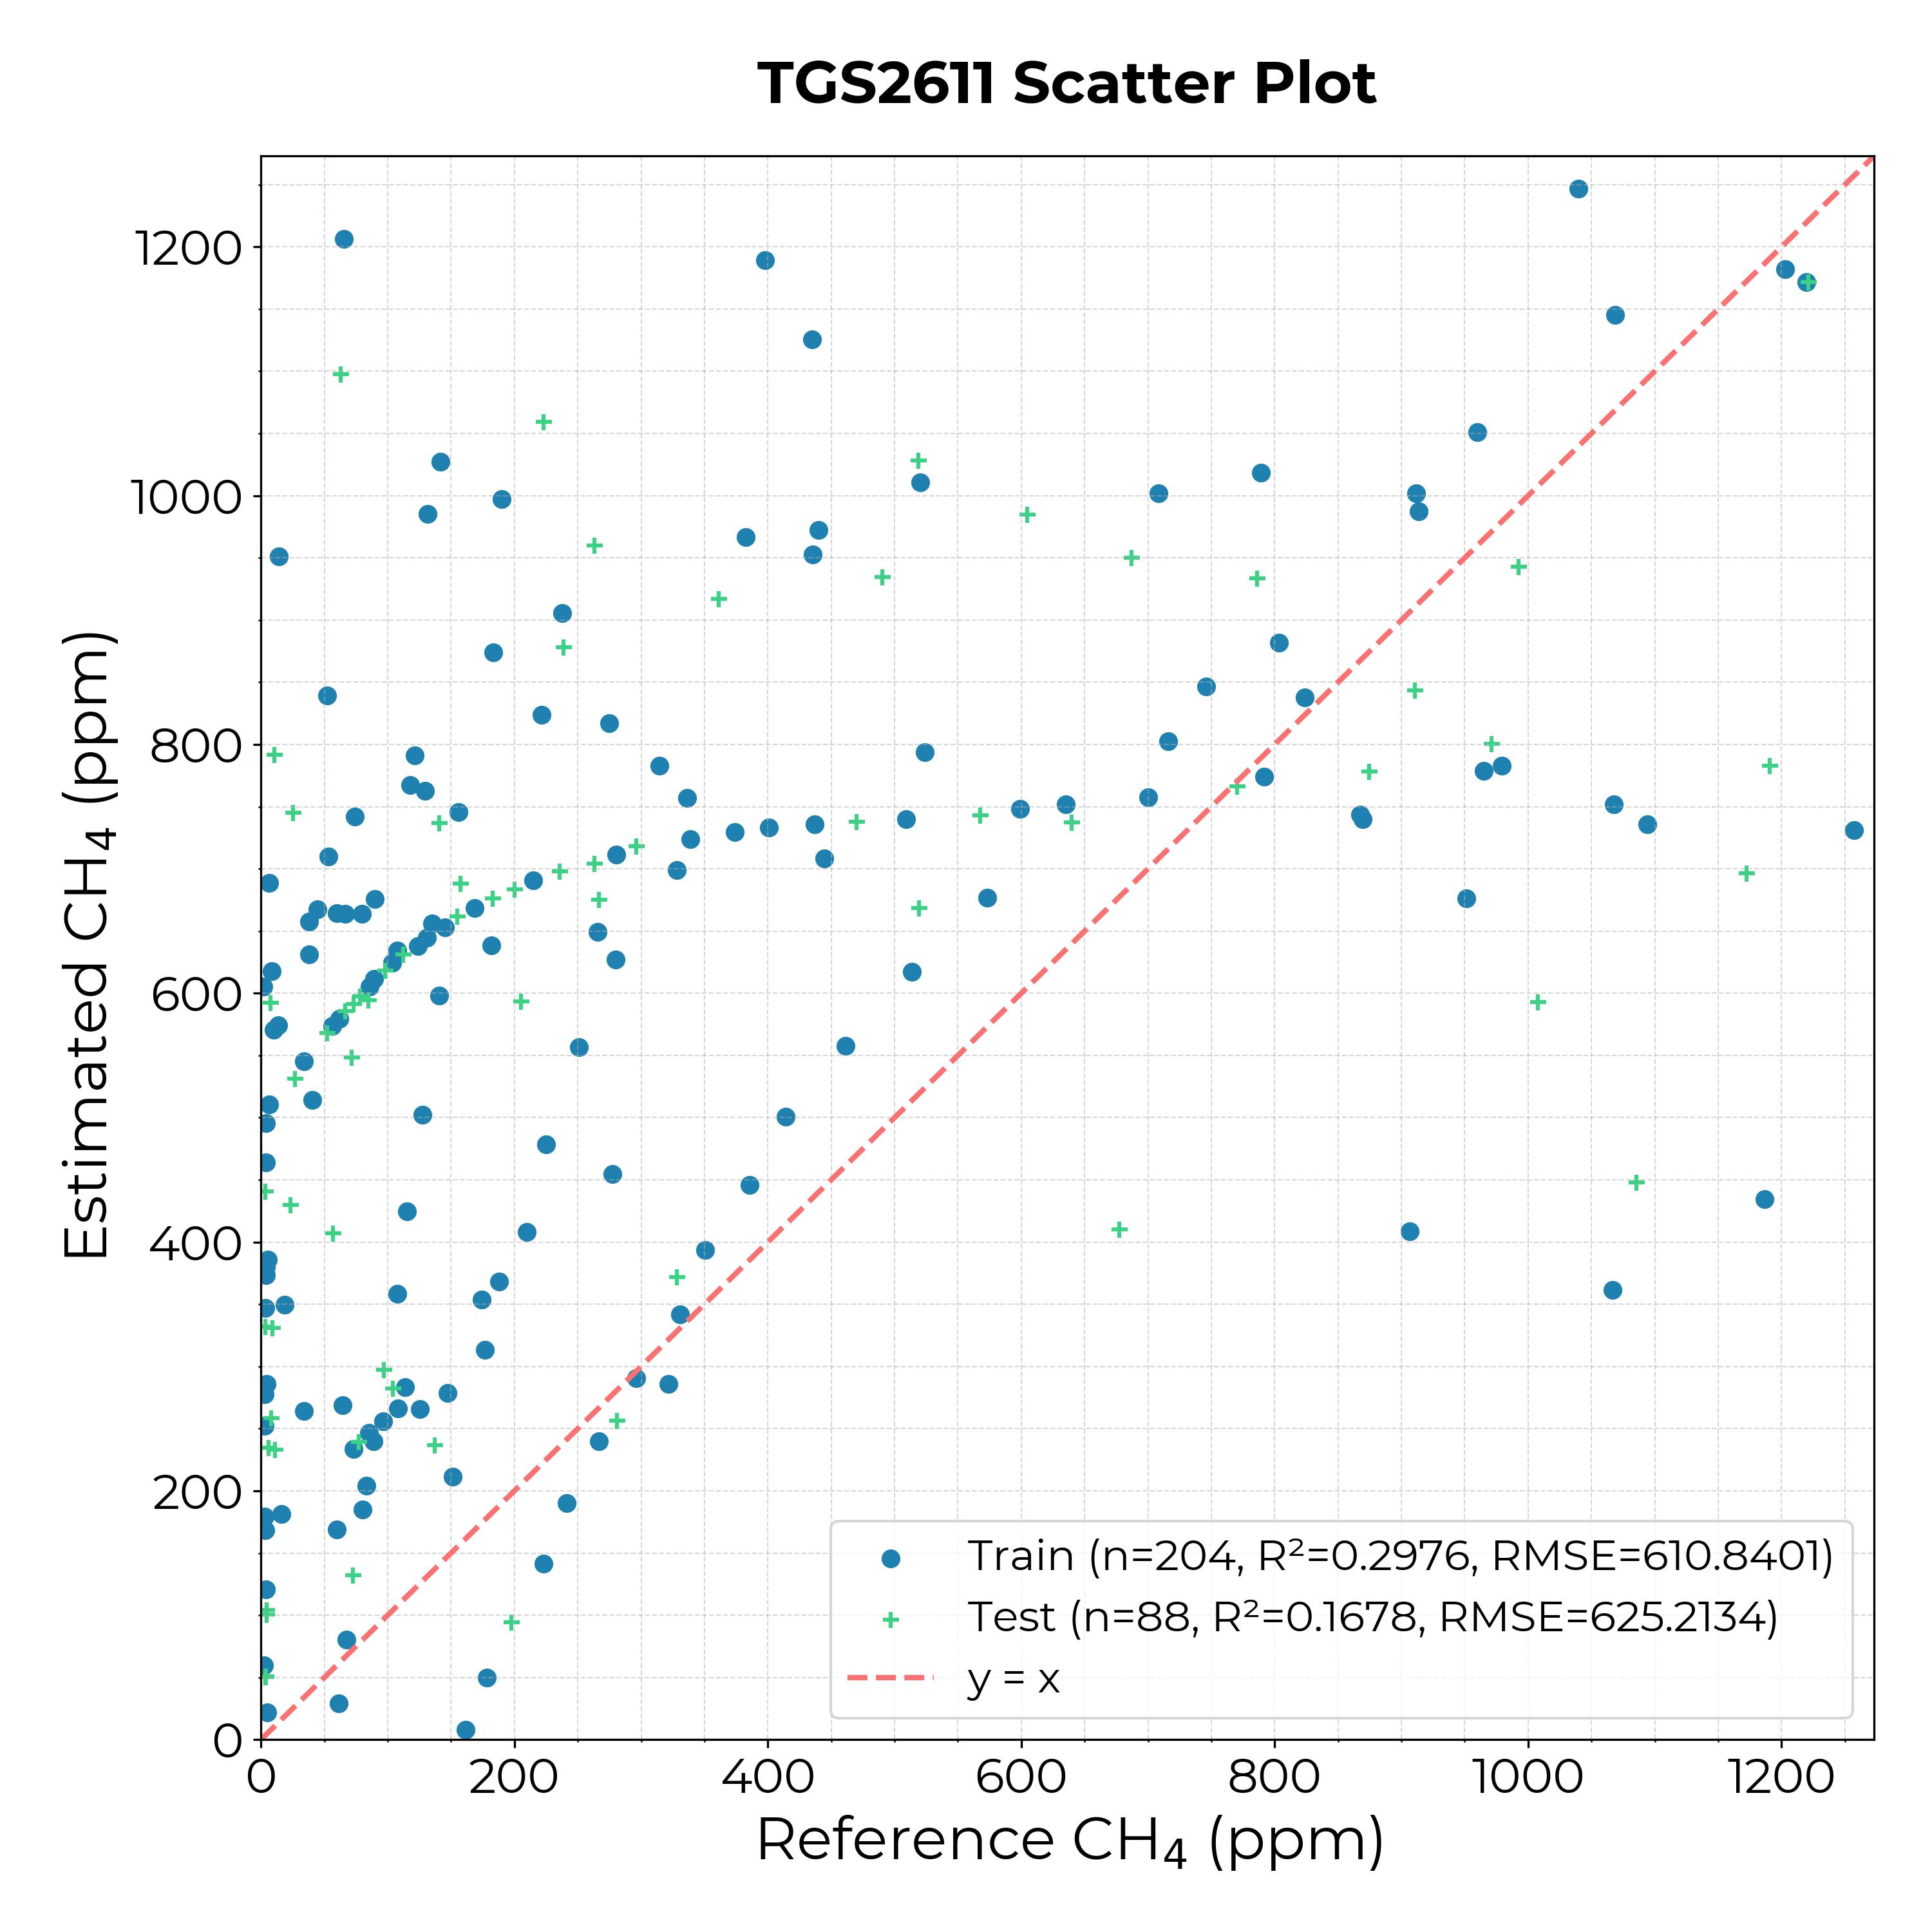 TGS2611 Scatter Plot
1200
1000
800
600
400
200
0
Estimated CH₄ (ppm)
0 200 400 600 800 1000 1200
Reference CH₄ (ppm)
Train (n=204, R²=0.2976, RMSE=610.8401)
Test (n=88, R²=0.1678, RMSE=625.2134)
y = x